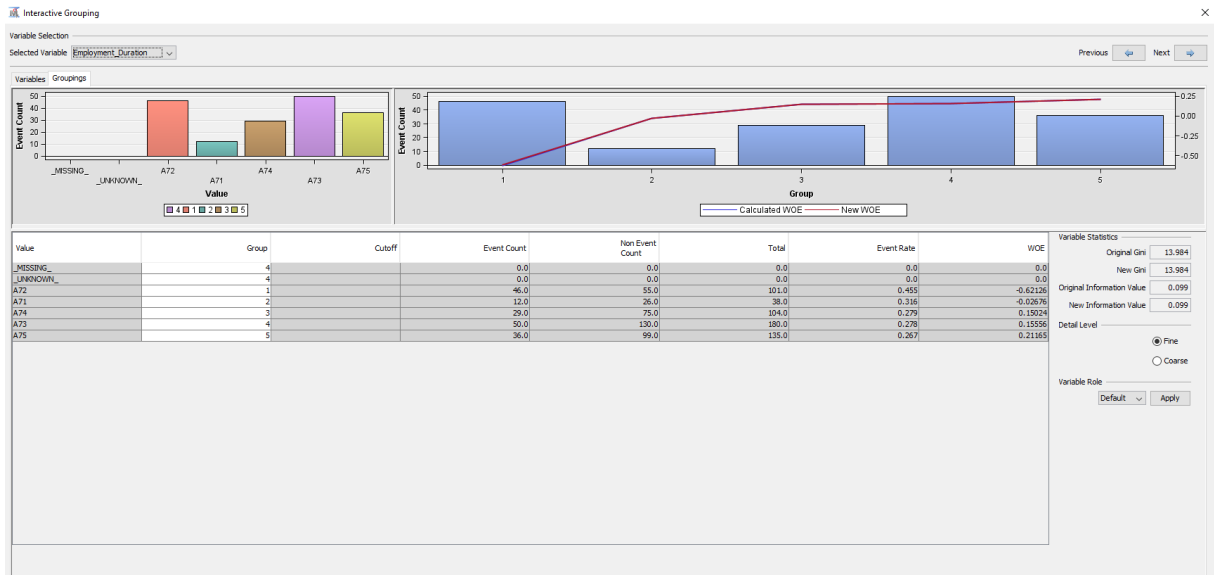 Interactive Grouping
Variable Selection
Selected Variable Employment_Duration
Previous Next
Variables Groupings
Event Count
50
40
30
20
10
0
_MISSING_ _UNKNOWN_ A72 A71 A74 A73 A75
Value
4 1 2 3 5
Event Count
50
40
30
20
10
0
0.25
0.00
-0.25
-0.50
1 2 3 4 5
Group
Calculated WOE New WOE
Value Group Cutoff Event Count Non Event Count Total Event Rate WOE
_MISSING_ 4 0.0 0.0 0.0 0.0 0.0
_UNKNOWN_ 4 0.0 0.0 0.0 0.0 0.0
A72 1 46.0 55.0 101.0 0.455 -0.62126
A71 2 12.0 26.0 38.0 0.316 -0.02676
A74 3 29.0 75.0 104.0 0.279 0.15024
A73 4 50.0 130.0 180.0 0.278 0.15556
A75 5 36.0 99.0 135.0 0.267 0.21165
Variable Statistics
Original Gini 13.984
New Gini 13.984
Original Information Value 0.099
New Information Value 0.099
Detail Level
Fine
Coarse
Variable Role
Default Apply